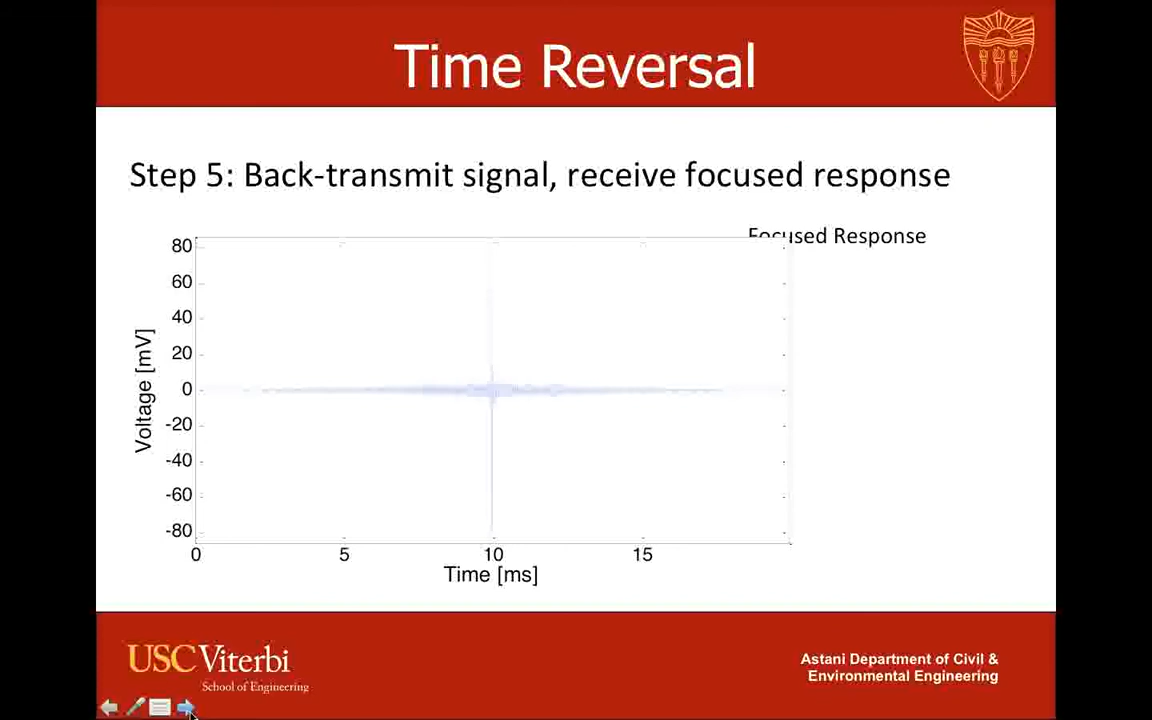 Time Reversal
Step 5: Back-transmit signal, receive focused response
Focused Response
80
60
40
20
0
-20
-40
-60
-80
Voltage [mV]
0 5 10 15
Time [ms]
USC Viterbi
School of Engineering
Astani Department of Civil &
Environmental Engineering